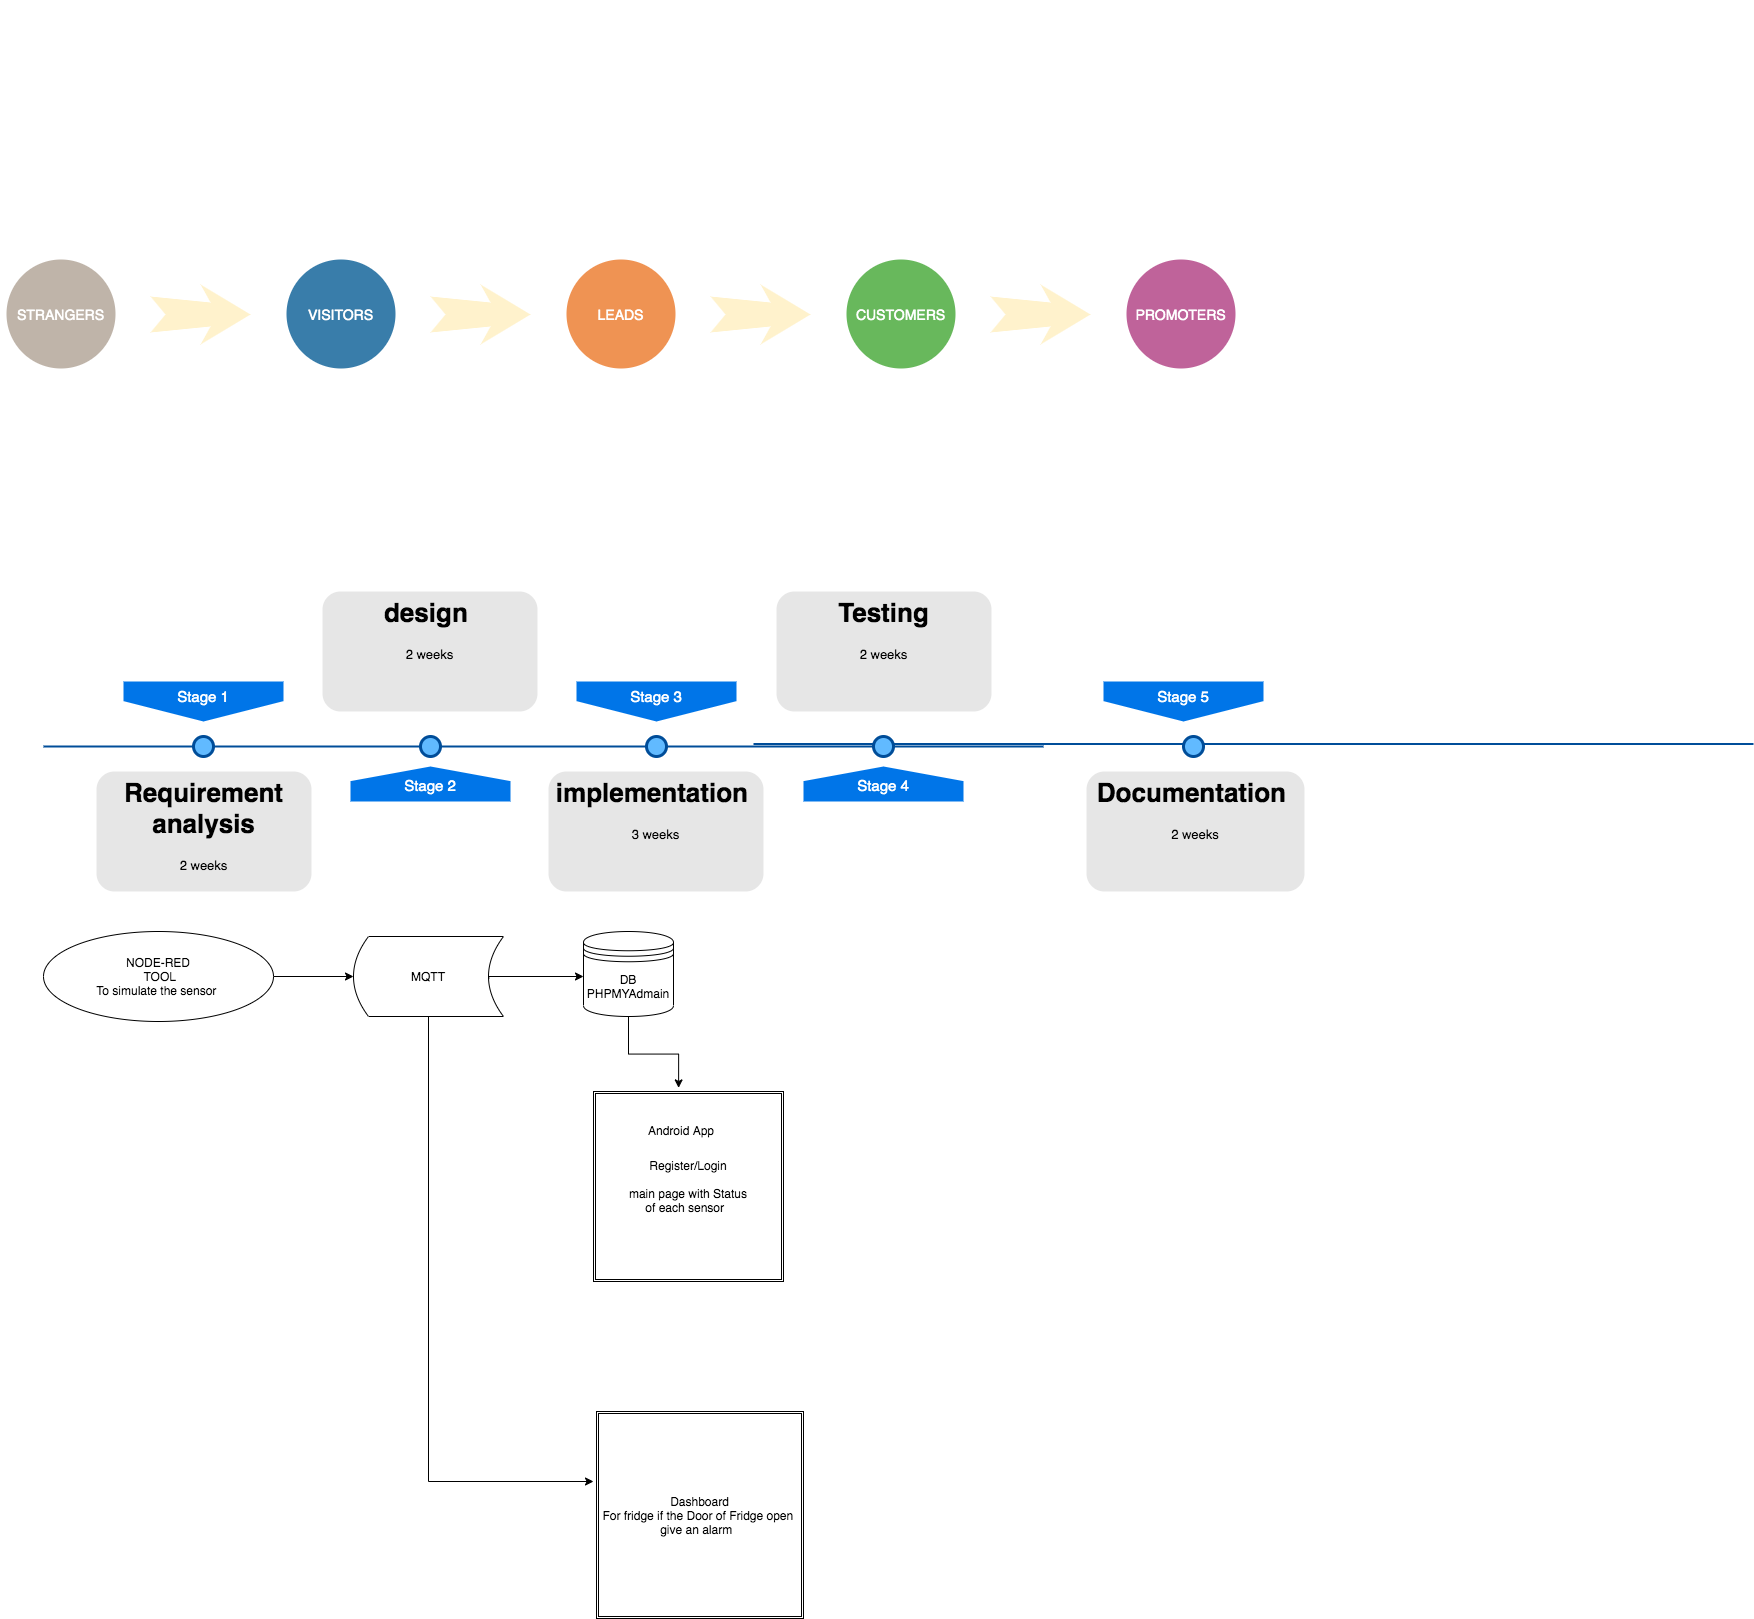 STRANGERS
VISITORS
LEADS
CUSTOMERS
PROMOTERS
design
2 weeks
Testing
2 weeks
Stage 1
Stage 3
Stage 5
Stage 2
Stage 4
Requirement
analysis
2 weeks
implementation
3 weeks
Documentation
2 weeks
NODE-RED
TOOL
To simulate the sensor
MQTT
DB
PHPMYAdmain
Android App
Register/Login
main page with Status
of each sensor
Dashboard
For fridge if the Door of Fridge open
give an alarm